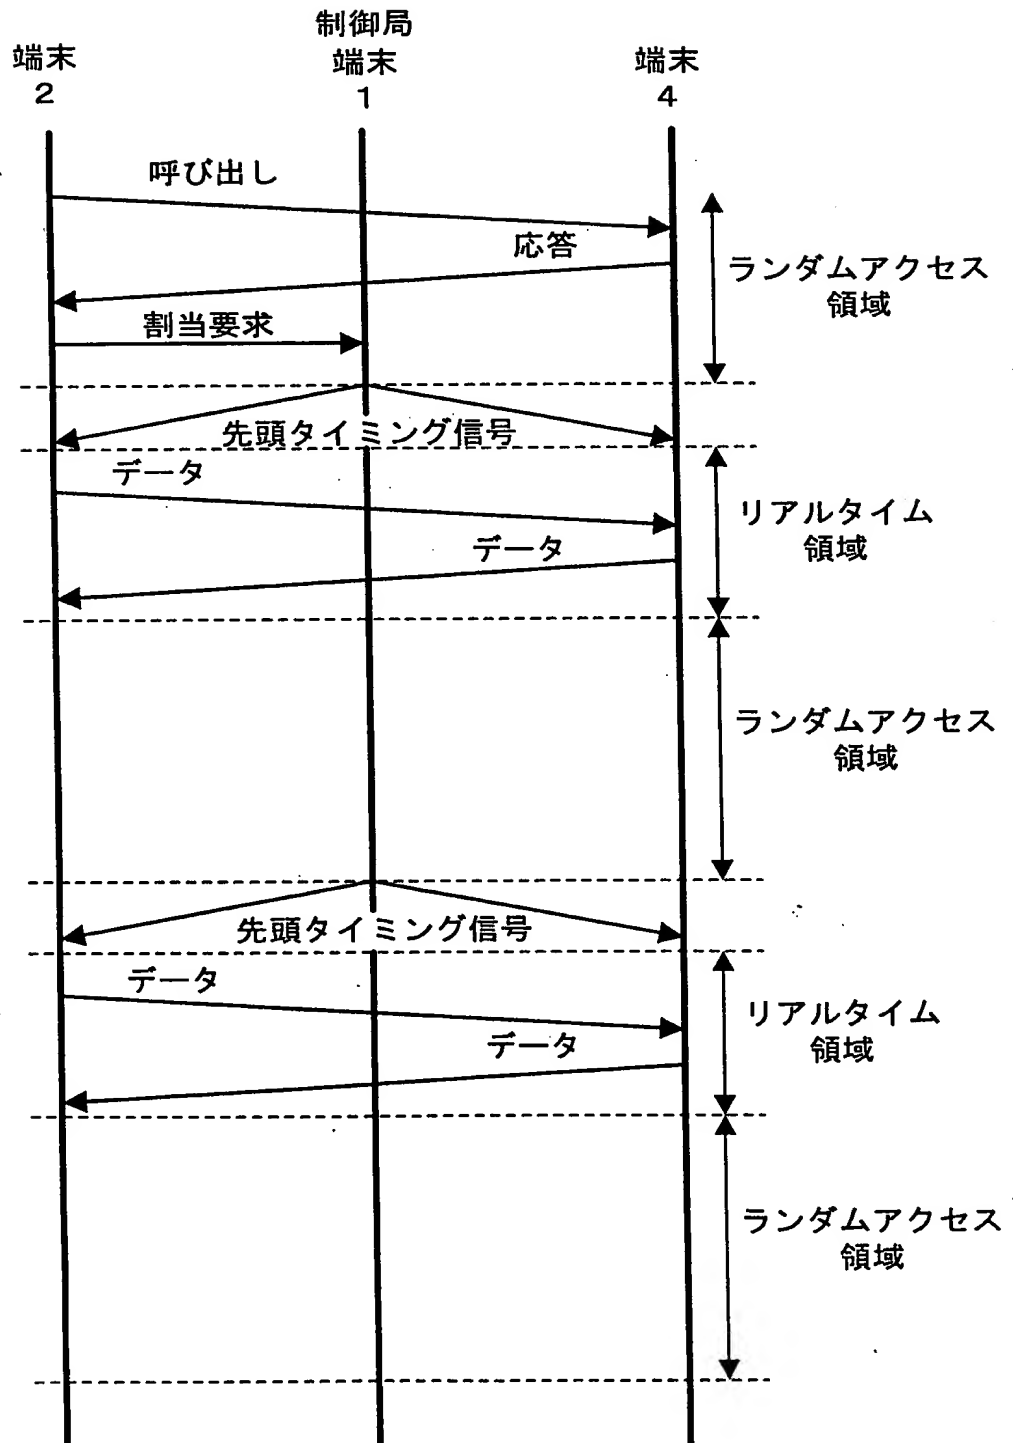 制御局
端末 端末 端末
2 1 4
呼び出し
応答
ランダムアクセス
領域
割当要求
先頭タイミング信号
データ
リアルタイム
領域
データ
ランダムアクセス
領域
先頭タイミング信号
データ
リアルタイム
領域
データ
ランダムアクセス
領域